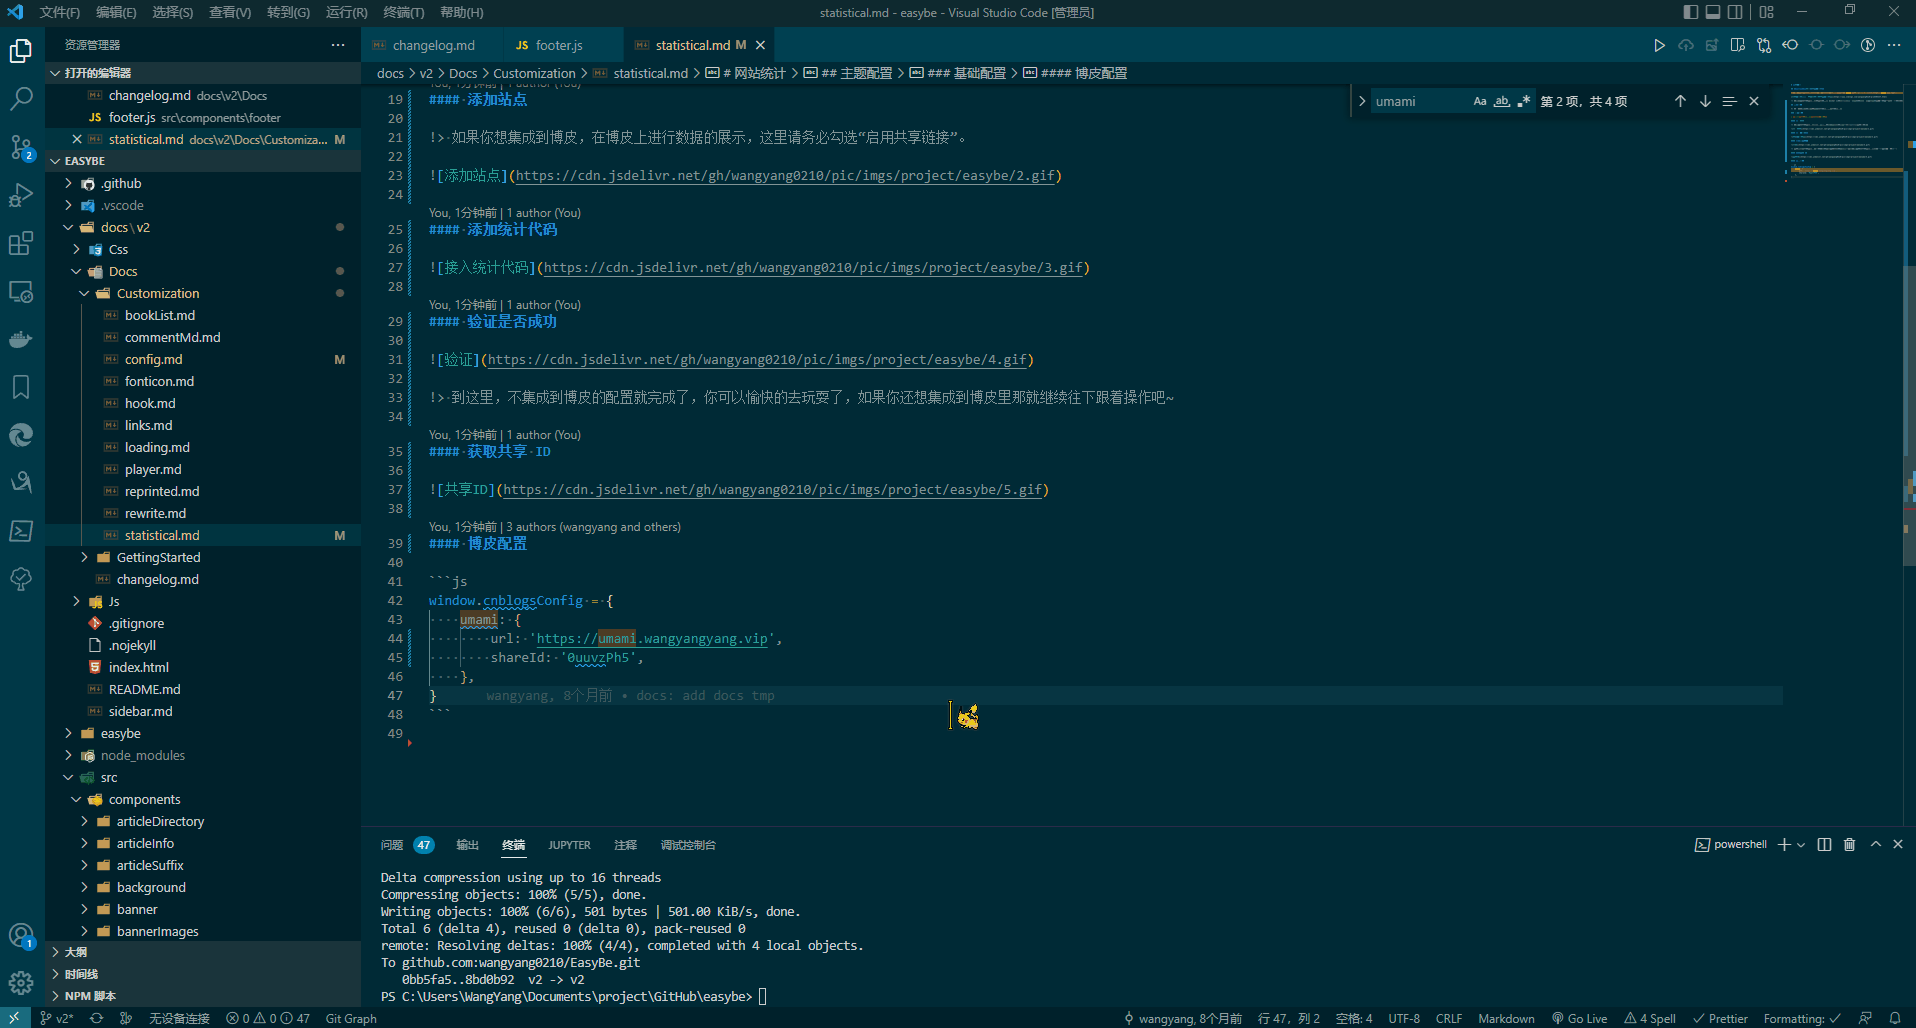 文件(F) 编辑(E) 选择(S) 查看(V) 转到(G) 运行(R) 终端(T) 帮助(H) statistical.md - easybe - Visual Studio Code [管理员]
资源管理器
打开的编辑器
changelog.md docs\v2\Docs
JS footer.js src\components\footer
statistical.md docs\v2\Docs\Customiza... M
EASYBE
.github
.vscode
docs\v2
Css
Docs
Customization
bookList.md
commentMd.md
config.md M
fonticon.md
hook.md
links.md
loading.md
player.md
reprinted.md
rewrite.md
statistical.md M
GettingStarted
changelog.md
Js
.gitignore
.nojekyll
index.html
README.md
sidebar.md
easybe
node_modules
src
components
articleDirectory
articleInfo
articleSuffix
background
banner
bannerImages
大纲
时间线
NPM 脚本
2
1
changelog.md JS footer.js statistical.md M
docs > v2 > Docs > Customization > statistical.md > # 网站统计 > ## 主题配置 > ### 基础配置 > #### 博皮配置
umami Aa ab 第 2 项，共 4 项
19 #### 添加站点
20
21 !> 如果你想集成到博皮，在博皮上进行数据的展示，这里请务必勾选“启用共享链接”。
22
23 ![添加站点](https://cdn.jsdelivr.net/gh/wangyang0210/pic/imgs/project/easybe/2.gif)
24
You, 1分钟前 | 1 author (You)
25 #### 添加统计代码
26
27 ![接入统计代码](https://cdn.jsdelivr.net/gh/wangyang0210/pic/imgs/project/easybe/3.gif)
28
You, 1分钟前 | 1 author (You)
29 #### 验证是否成功
30
31 ![验证](https://cdn.jsdelivr.net/gh/wangyang0210/pic/imgs/project/easybe/4.gif)
32
33 !> 到这里，不集成到博皮的配置就完成了，你可以愉快的去玩耍了，如果你还想集成到博皮里那就继续往下跟着操作吧~
34
You, 1分钟前 | 1 author (You)
35 #### 获取共享 ID
36
37 ![共享ID](https://cdn.jsdelivr.net/gh/wangyang0210/pic/imgs/project/easybe/5.gif)
38
You, 1分钟前 | 3 authors (wangyang and others)
39 #### 博皮配置
40
41 ```js
42 window.cnblogsConfig = {
43 umami: {
44 url: 'https://umami.wangyangyang.vip',
45 shareId: '0uuvzPh5',
46 },
47 } wangyang, 8个月前 • docs: add docs tmp
48 ```
49
问题 47 输出 终端 JUPYTER 注释 调试控制台 powershell
Delta compression using up to 16 threads
Compressing objects: 100% (5/5), done.
Writing objects: 100% (6/6), 501 bytes | 501.00 KiB/s, done.
Total 6 (delta 4), reused 0 (delta 0), pack-reused 0
remote: Resolving deltas: 100% (4/4), completed with 4 local objects.
To github.com:wangyang0210/EasyBe.git
0bb5fa5..8bd0b92 v2 -> v2
PS C:\Users\WangYang\Documents\project\GitHub\easybe>
v2* 无设备连接 0 0 47 Git Graph wangyang, 8个月前 行 47，列 2 空格: 4 UTF-8 CRLF Markdown Go Live 4 Spell Prettier Formatting: ✓